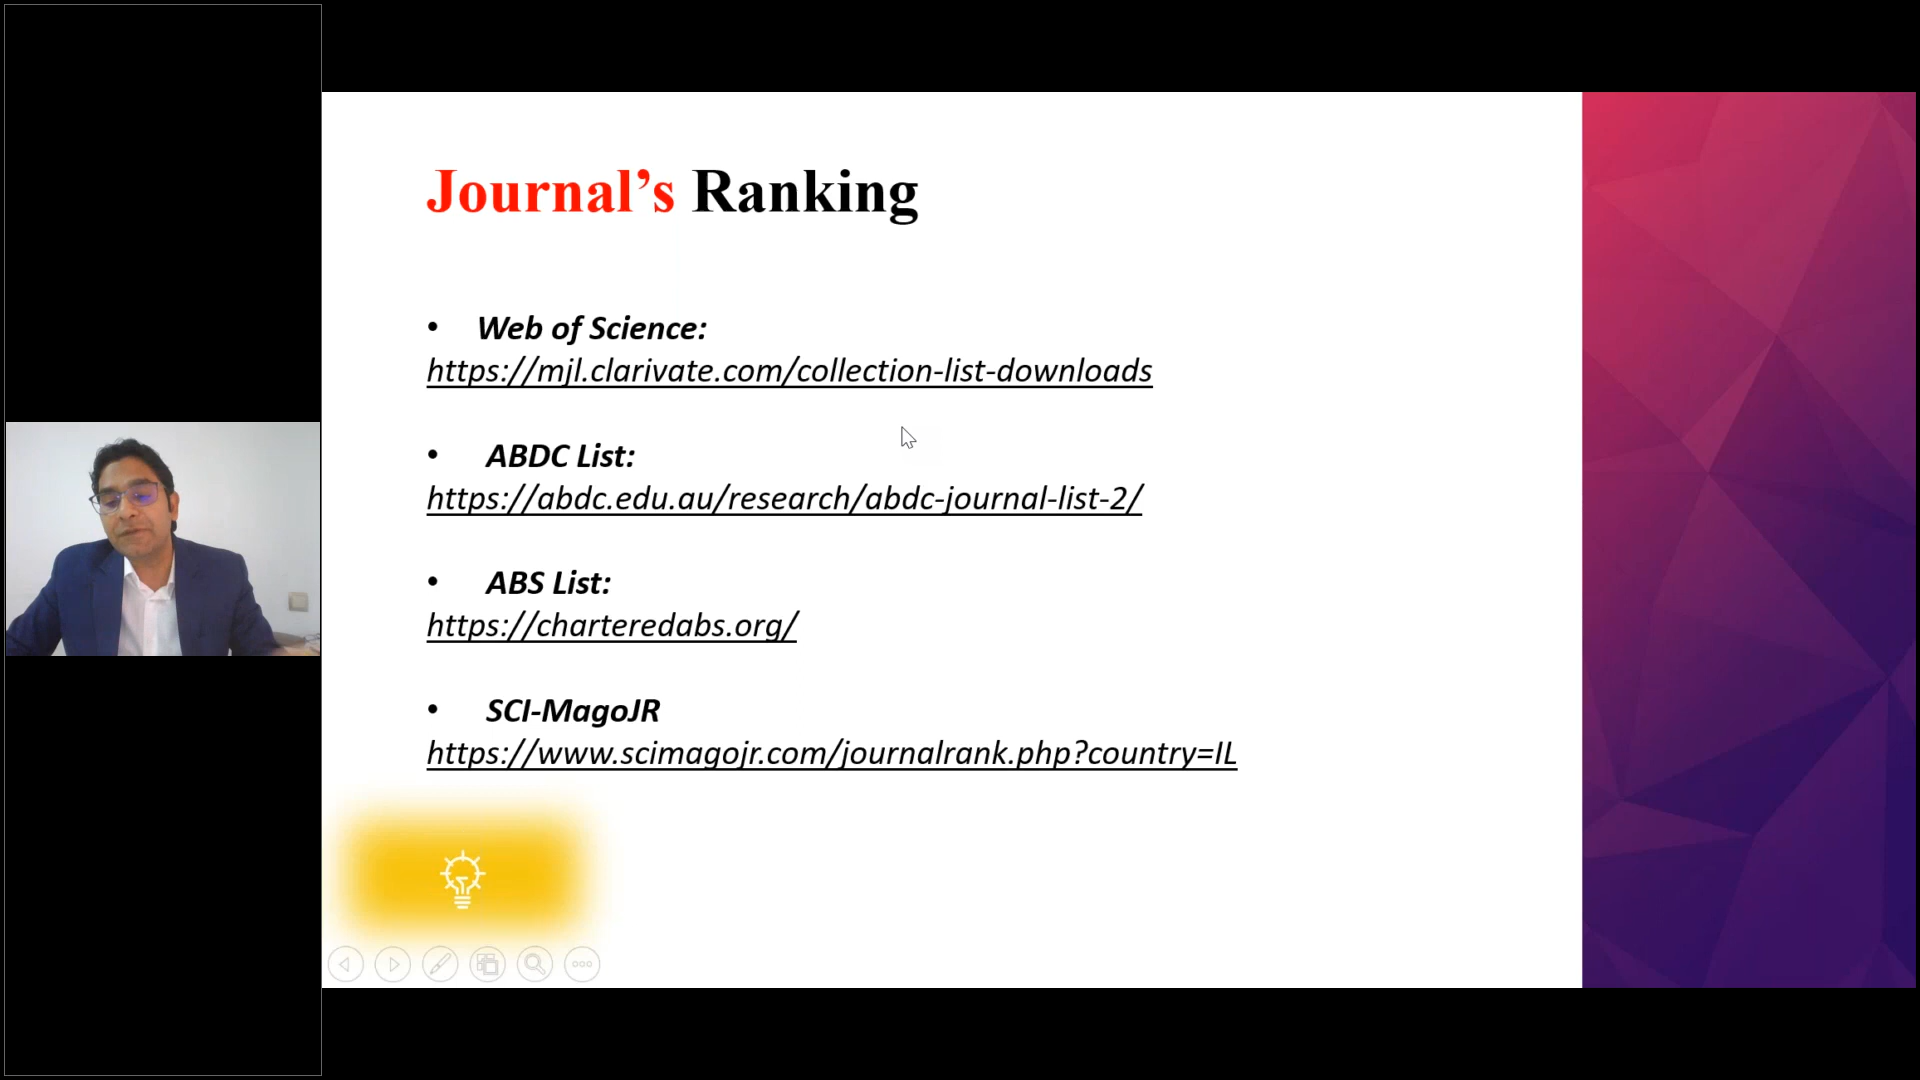 Journal’s Ranking
• Web of Science:
https://mjl.clarivate.com/collection-list-downloads
• ABDC List:
https://abdc.edu.au/research/abdc-journal-list-2/
• ABS List:
https://charteredabs.org/
• SCI-MagoJR
https://www.scimagojr.com/journalrank.php?country=IL